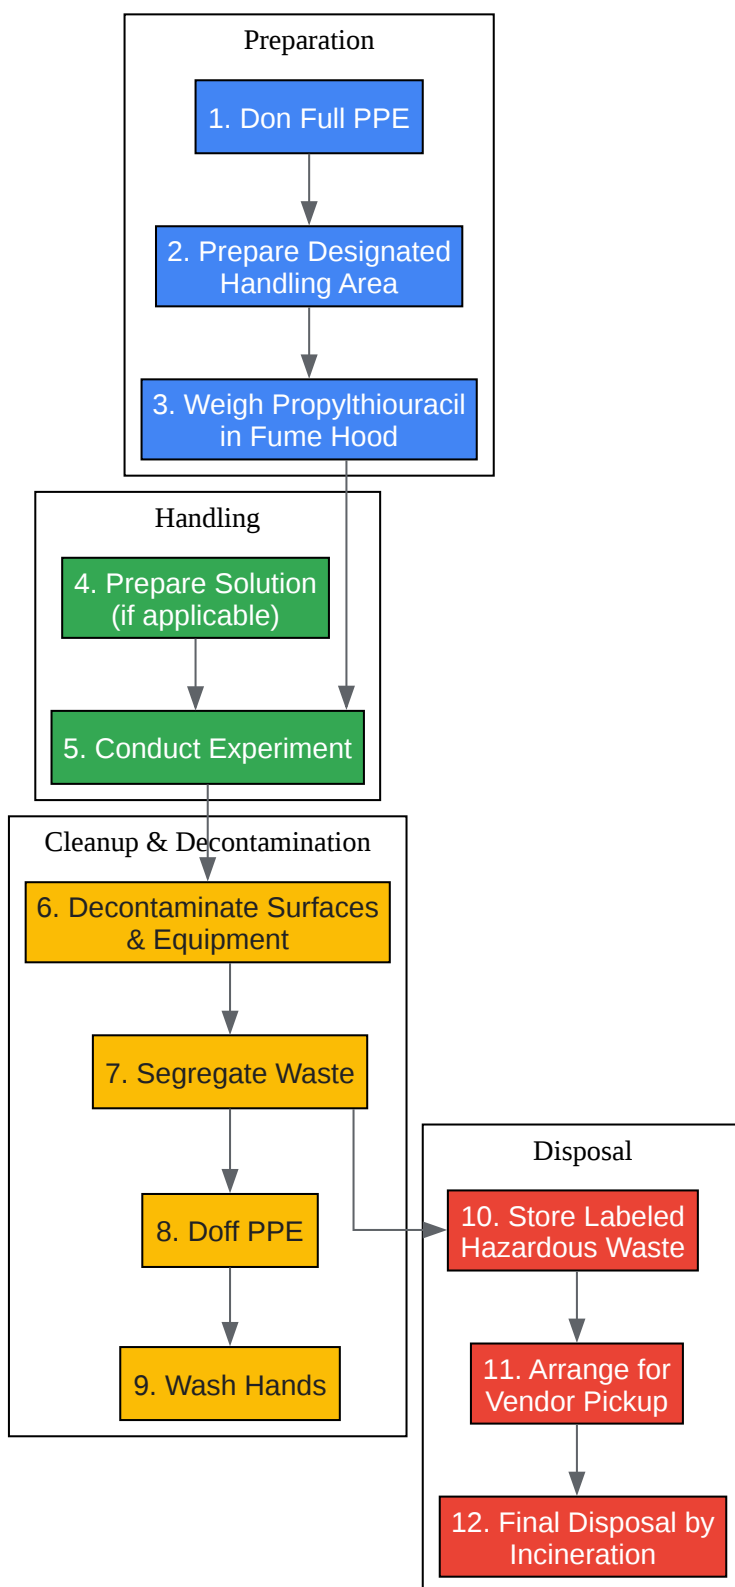 Preparation
1. Don Full PPE
2. Prepare Designated
Handling Area
3. Weigh Propylthiouracil
in Fume Hood
Handling
4. Prepare Solution
(if applicable)
5. Conduct Experiment
Cleanup & Decontamination
6. Decontaminate Surfaces
& Equipment
7. Segregate Waste
8. Doff PPE
9. Wash Hands
Disposal
10. Store Labeled
Hazardous Waste
11. Arrange for
Vendor Pickup
12. Final Disposal by
Incineration